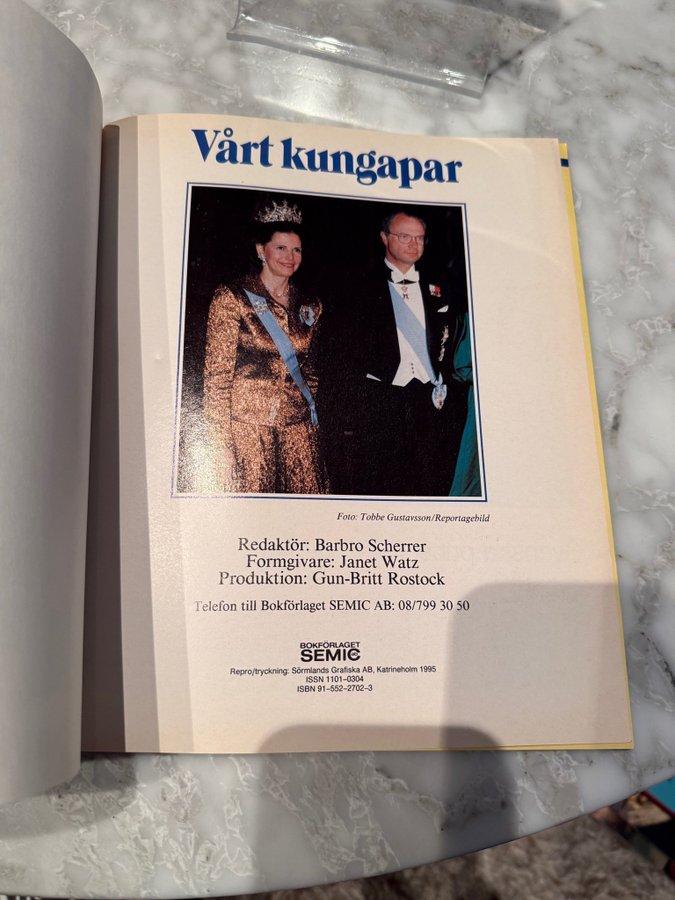 Vårt kungapar
Foto: Tobbe Gustavsson/Reportagebild
Redaktör: Barbro Scherrer
Formgivare: Janet Watz
Produktion: Gun-Britt Rostock
Telefon till Bokförlaget SEMIC AB: 08/799 30 50
BOKFÖRLAGET
SEMIC
Repro/tryckning: Sörmlands Grafiska AB, Katrineholm 1995
ISSN 1101–0304
ISBN 91–552–2702–3